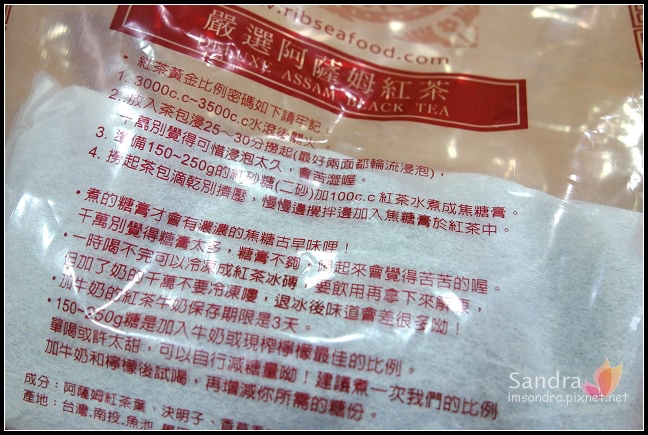 www.ribseafood.com
嚴選阿薩姆紅茶
DELUXE ASSAM BLACK TEA
•紅茶黃金比例密碼如下請牢記：
1. 3000c.c~3500c.c水滾後關火
2. 放入茶包浸25～30分撈起(最好兩面都輪流浸泡)，
千萬別覺得可惜浸泡太久，會苦澀喔。
3. 準備150~250g的紅砂糖(二砂)加100c.c 紅茶水煮成焦糖膏。
4. 撈起茶包滴乾別擠壓，慢慢邊攪拌邊加入焦糖膏於紅茶中。
•煮的糖膏才會有濃濃的焦糖古早味哩！
千萬別覺得糖膏太多，糖膏不夠，喝起來會覺得苦苦的喔。
•一時喝不完可以冷凍成紅茶冰磚，要飲用再拿下來解凍，
但加了奶的千萬不要冷凍嘍，退冰後味道會差很多呦！
•加牛奶的紅茶牛奶保存期限是3天。
•150~250g糖是加入牛奶或現榨檸檬最佳的比例。
單喝或許太甜，可以自行減糖量呦！建議煮一次我們的比例
加牛奶和檸檬後試喝，再增減你所需的糖份。
成分：阿薩姆紅茶葉、決明子、香草
產地：台灣.南投.魚池
Sandra
imsandra.pixnet.net